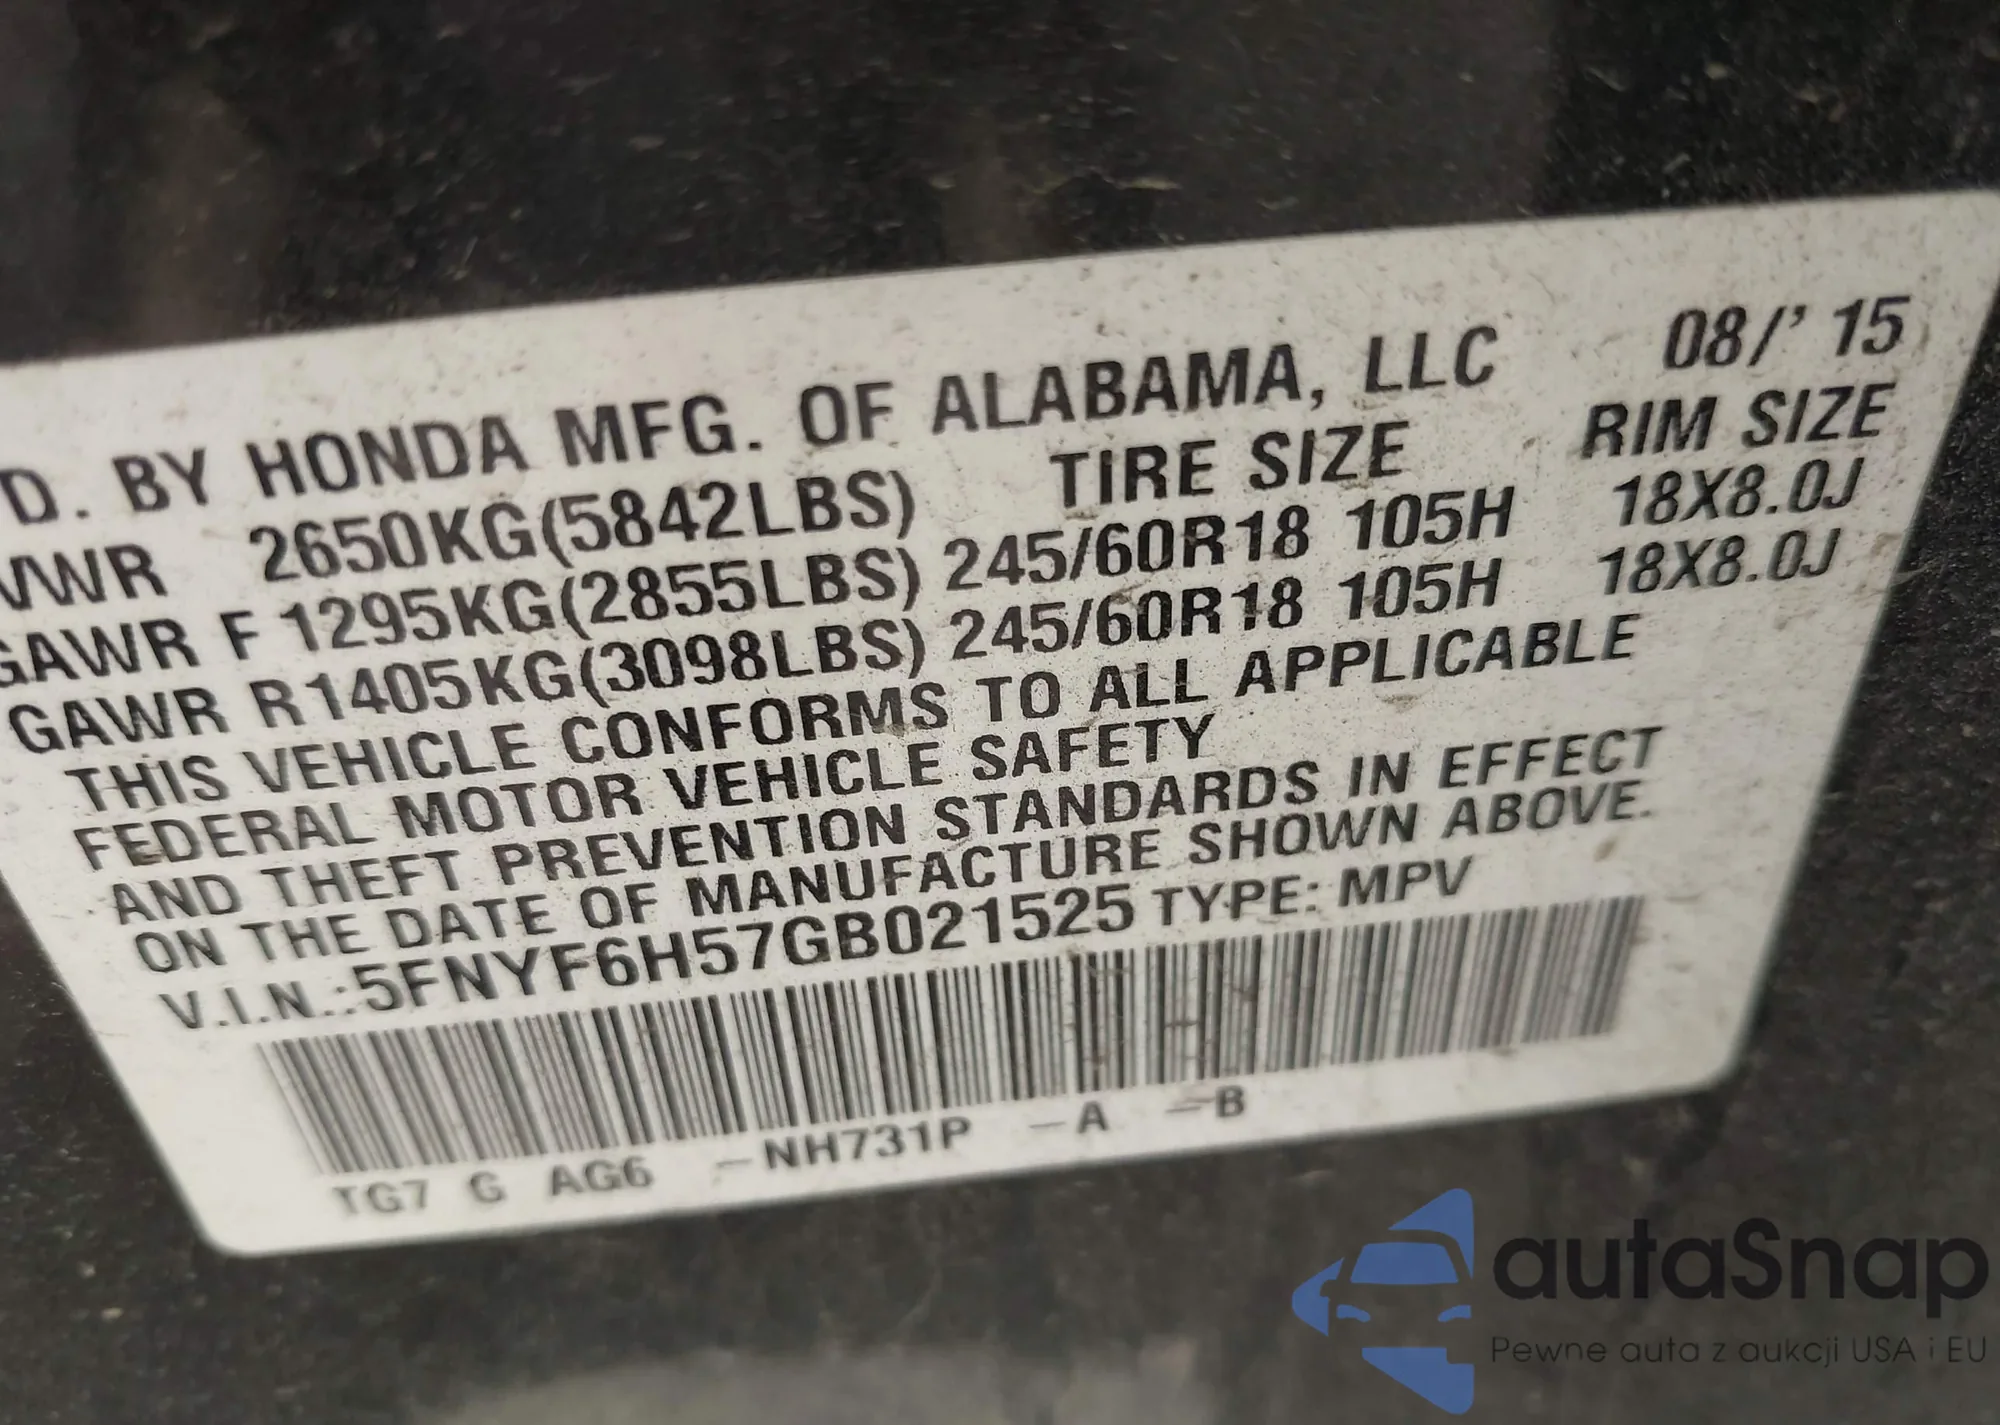 D. BY HONDA MFG. OF ALABAMA, LLC 08/' 15
VWR 2650KG(5842LBS) TIRE SIZE RIM SIZE
GAWR F 1295KG(2855LBS) 245/60R18 105H 18X8.0J
GAWR R1405KG(3098LBS) 245/60R18 105H 18X8.0J
THIS VEHICLE CONFORMS TO ALL APPLICABLE
FEDERAL MOTOR VEHICLE SAFETY
AND THEFT PREVENTION STANDARDS IN EFFECT
ON THE DATE OF MANUFACTURE SHOWN ABOVE.
V.I.N.:5FNYF6H57GB021525 TYPE: MPV
TG7 G AG6 -NH731P -A -B
autaSnap
Pewne auta z aukcji USA i EU